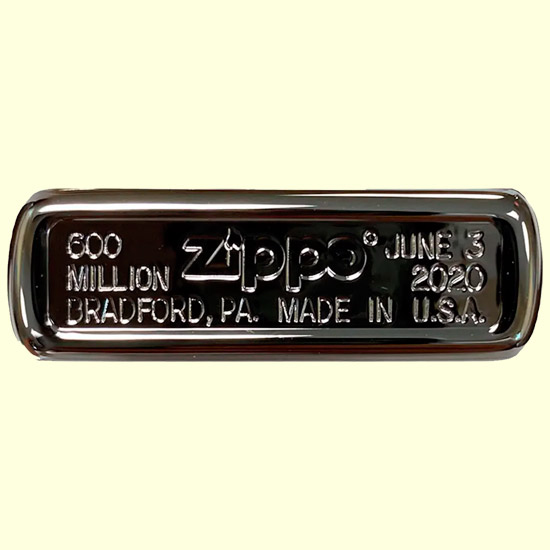 600 Zippo® JUNE 3
MILLION 2020
BRADFORD, PA. MADE IN U.S.A.